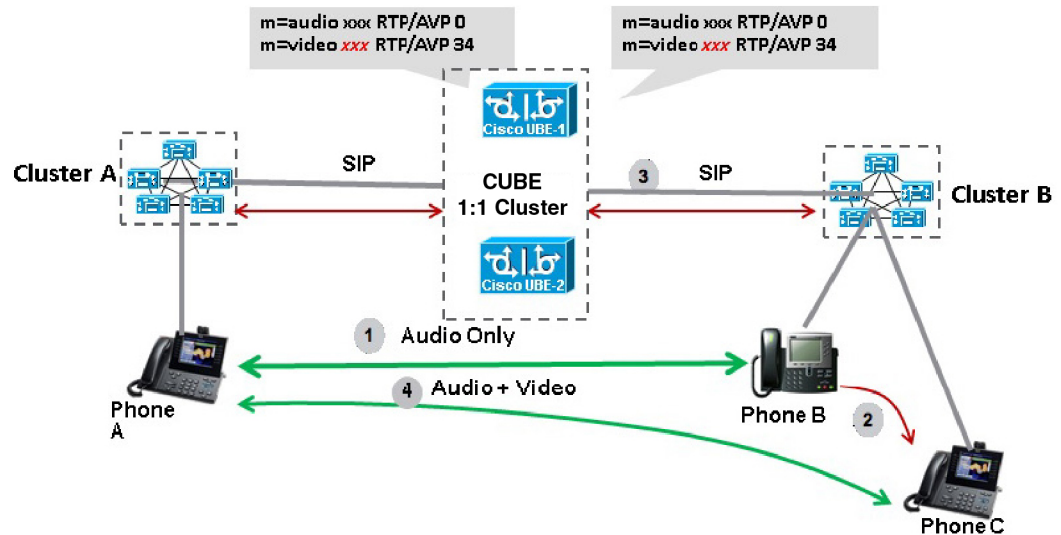 m=audio xxx RTP/AVP 0
m=video xxx RTP/AVP 34
m=audio xxx RTP/AVP 0
m=video xxx RTP/AVP 34
Cisco UBE-1
Cluster A
SIP
CUBE
1:1 Cluster
3
SIP
Cluster B
Cisco UBE-2
1
Audio Only
4
Audio + Video
Phone
A
Phone B
2
Phone C